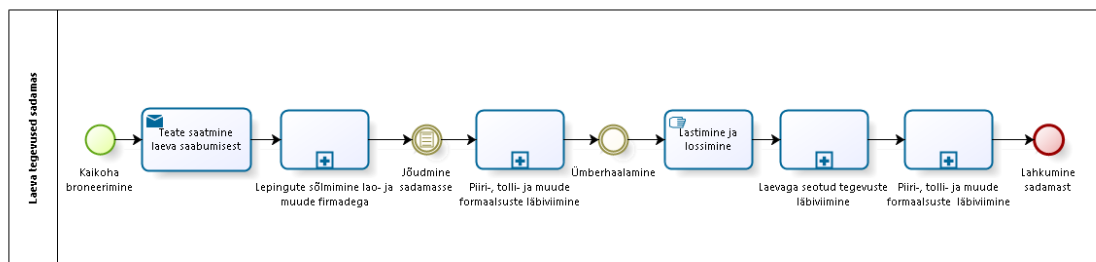 Laeva tegevused sadamas
Kaikoha
broneerimine
Teate saatmine
laeva saabumisest
Lepingute sõlmimine lao- ja
muude firmadega
Jõudmine
sadamasse
Piiri-, tolli- ja muude
formaalsuste läbiviimine
Ümberhaalamine
Lastimine ja
lossimine
Laevaga seotud tegevuste
läbiviimine
Piiri-, tolli- ja muude
formaalsuste läbiviimine
Lahkumine
sadamast